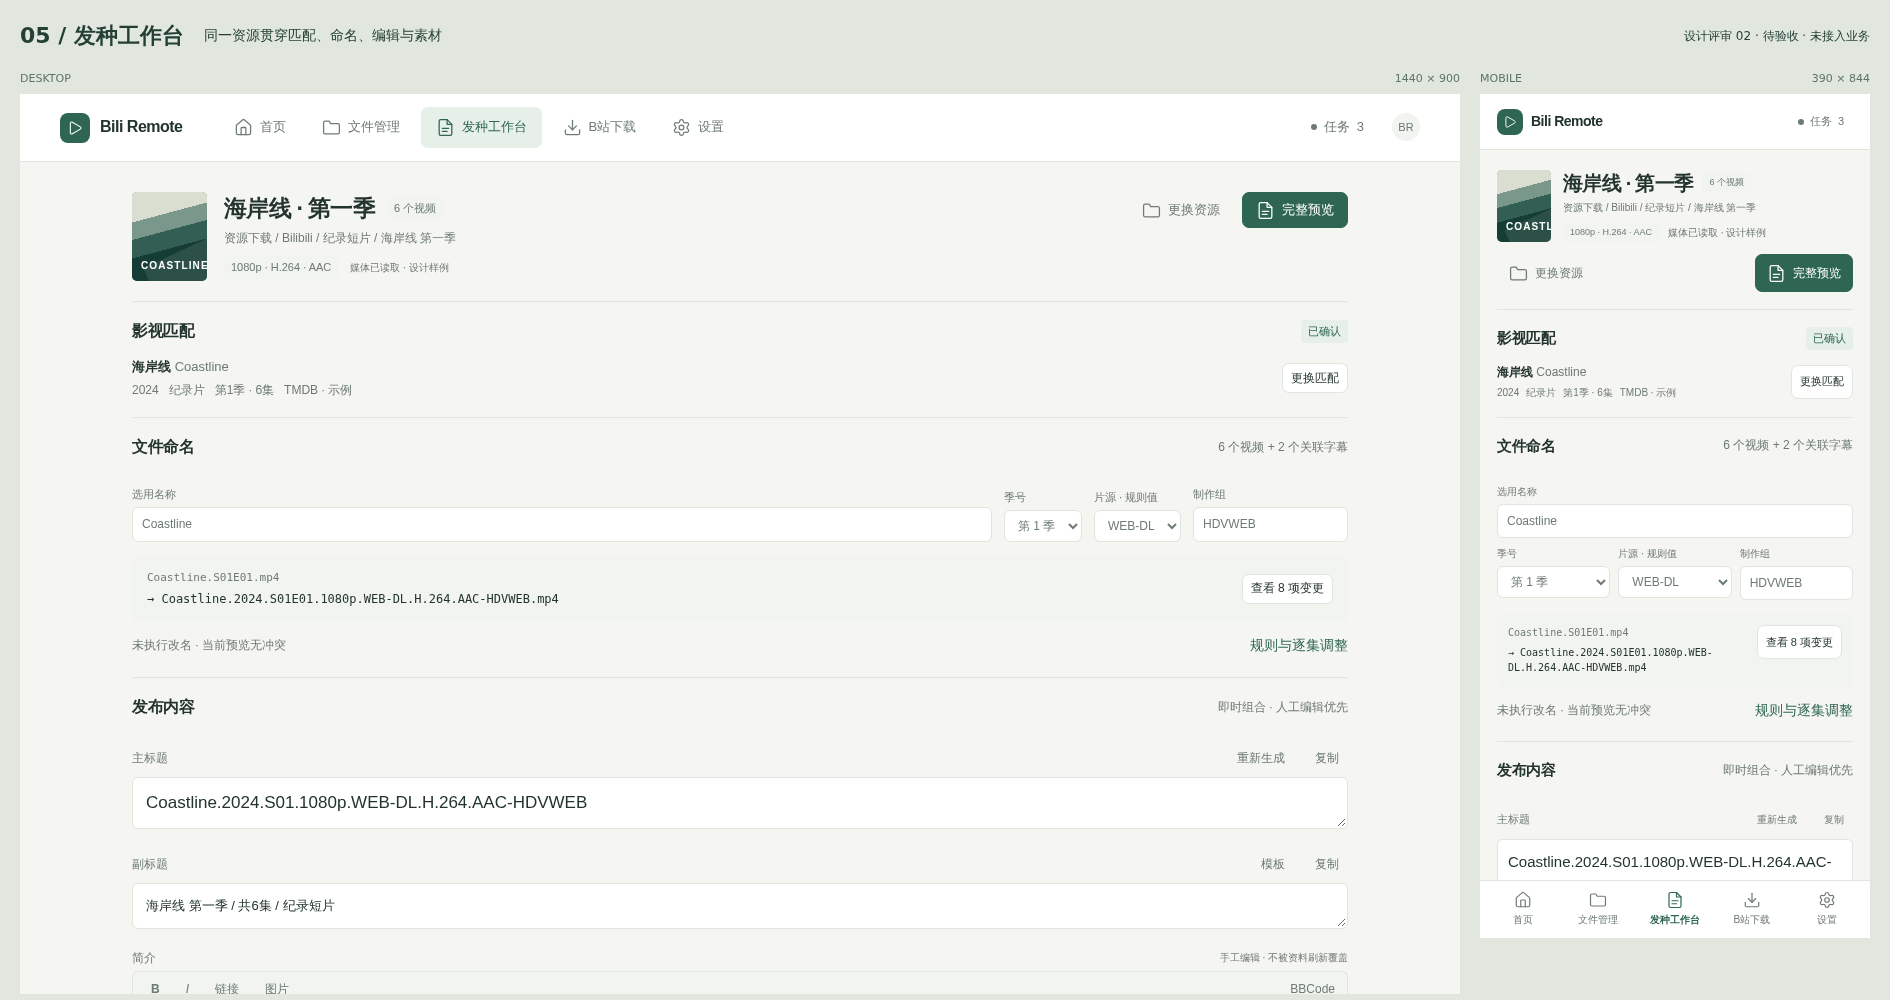 05 / 发种工作台 同一资源贯穿匹配、命名、编辑与素材
设计评审 02 · 待验收 · 未接入业务
DESKTOP 1440 × 900
Bili Remote 首页 文件管理 发种工作台 B站下载 设置 任务 3 BR
COASTLINE
海岸线 · 第一季 6 个视频
更换资源 完整预览
资源下载 / Bilibili / 纪录短片 / 海岸线 第一季
1080p · H.264 · AAC 媒体已读取 · 设计样例
影视匹配 已确认
海岸线 Coastline
2024 纪录片 第1季 · 6集 TMDB · 示例
更换匹配
文件命名 6 个视频 + 2 个关联字幕
选用名称 季号 片源 · 规则值 制作组
Coastline 第 1 季 WEB-DL HDVWEB
Coastline.S01E01.mp4
→ Coastline.2024.S01E01.1080p.WEB-DL.H.264.AAC-HDVWEB.mp4
查看 8 项变更
未执行改名 · 当前预览无冲突 规则与逐集调整
发布内容 即时组合 · 人工编辑优先
主标题 重新生成 复制
Coastline.2024.S01.1080p.WEB-DL.H.264.AAC-HDVWEB
副标题 模板 复制
海岸线 第一季 / 共6集 / 纪录短片
简介 手工编辑 · 不被资料刷新覆盖
B I 链接 图片 BBCode
MOBILE 390 × 844
Bili Remote 任务 3
COASTL
海岸线 · 第一季 6 个视频
资源下载 / Bilibili / 纪录短片 / 海岸线 第一季
1080p · H.264 · AAC 媒体已读取 · 设计样例
更换资源 完整预览
影视匹配 已确认
海岸线 Coastline
2024 纪录片 第1季 · 6集 TMDB · 示例
更换匹配
文件命名 6 个视频 + 2 个关联字幕
选用名称
Coastline
季号 片源 · 规则值 制作组
第 1 季 WEB-DL HDVWEB
Coastline.S01E01.mp4
→ Coastline.2024.S01E01.1080p.WEB-
DL.H.264.AAC-HDVWEB.mp4
查看 8 项变更
未执行改名 · 当前预览无冲突 规则与逐集调整
发布内容 即时组合 · 人工编辑优先
主标题 重新生成 复制
Coastline.2024.S01.1080p.WEB-DL.H.264.AAC-
首页 文件管理 发种工作台 B站下载 设置